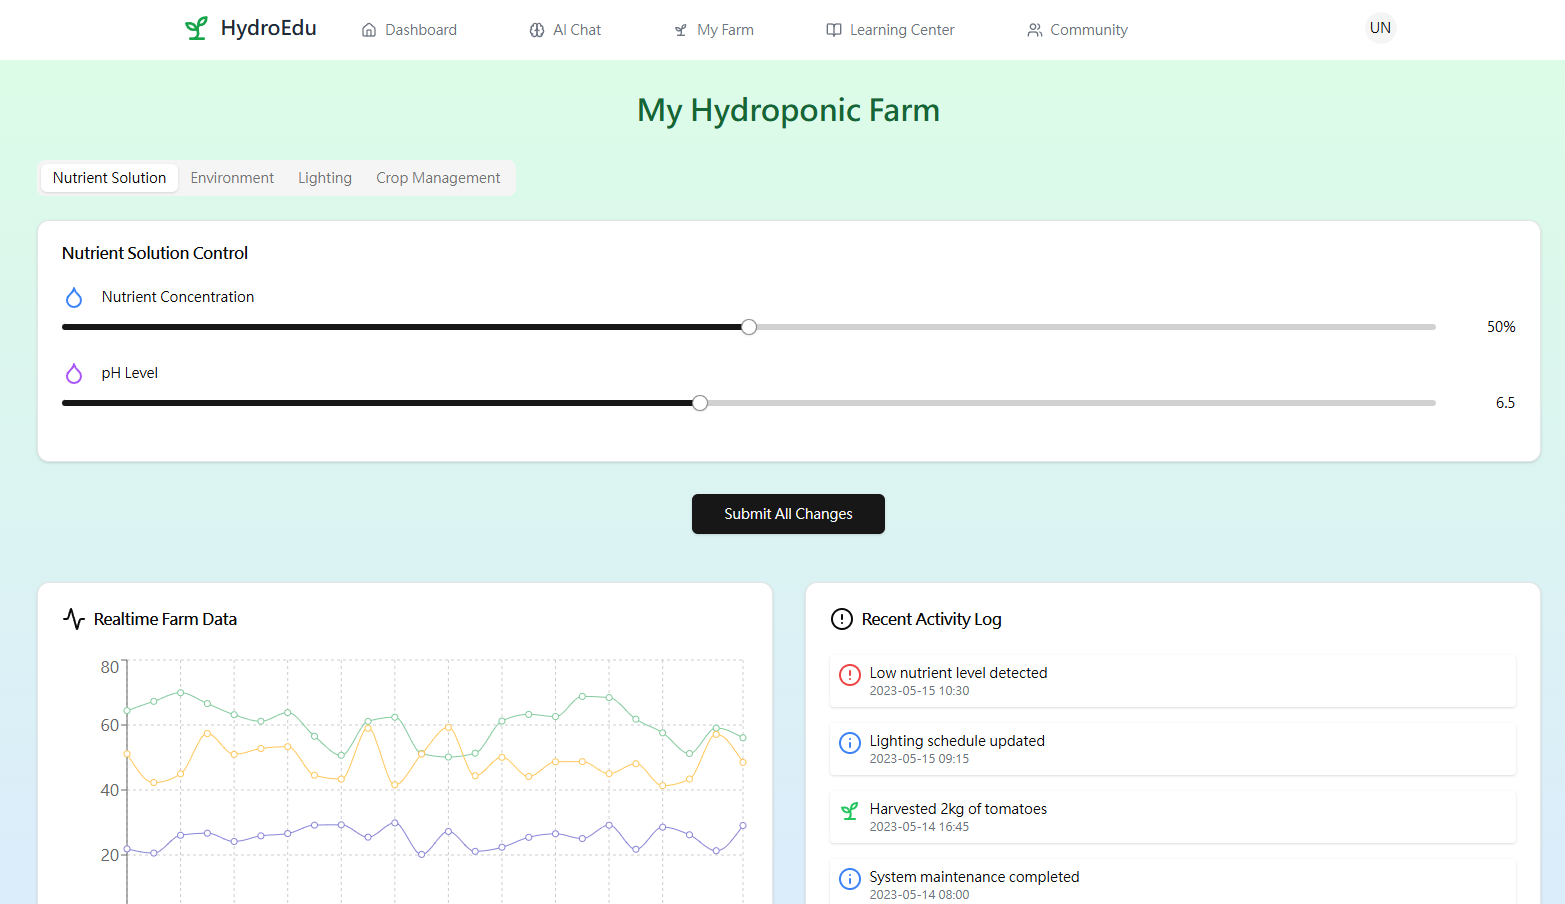 HydroEdu
Dashboard
AI Chat
My Farm
Learning Center
Community
UN
My Hydroponic Farm
Nutrient Solution
Environment
Lighting
Crop Management
Nutrient Solution Control
Nutrient Concentration
50%
pH Level
6.5
Submit All Changes
Realtime Farm Data
80
60
40
20
Recent Activity Log
Low nutrient level detected
2023-05-15 10:30
Lighting schedule updated
2023-05-15 09:15
Harvested 2kg of tomatoes
2023-05-14 16:45
System maintenance completed
2023-05-14 08:00